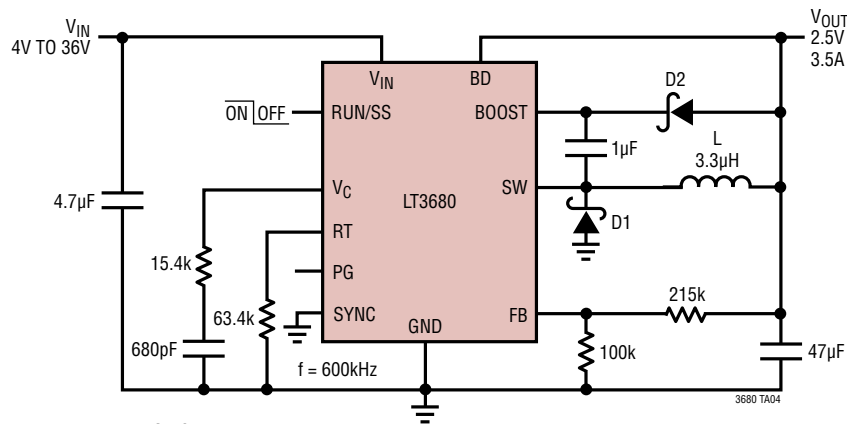 VIN
4V TO 36V
VOUT
2.5V
3.5A
VIN
BD
D2
ON OFF
RUN/SS
BOOST
L
3.3µH
1µF
4.7µF
VC
SW
LT3680
D1
RT
15.4k
PG
215k
63.4k
SYNC
FB
GND
680pF
100k
47µF
f = 600kHz
3680 TA04